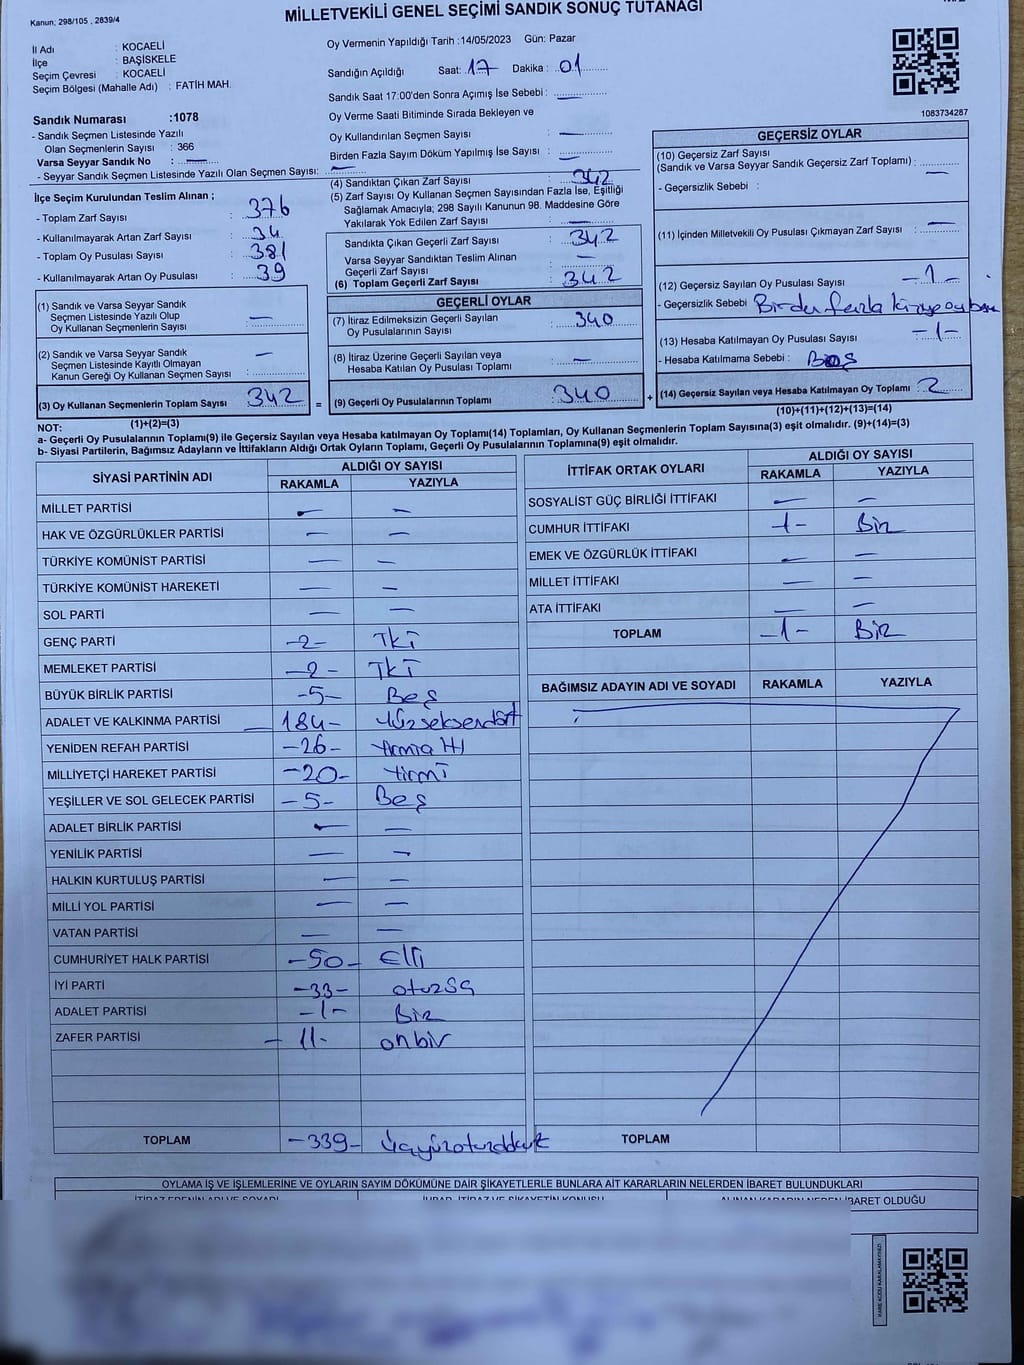 MİLLETVEKİLİ GENEL SEÇİMİ SANDIK SONUÇ TUTANAĞI
Kanun: 298/105 , 2839/4
İl Adı : KOCAELİ
İlçe : BAŞİSKELE
Seçim Çevresi : KOCAELİ
Seçim Bölgesi (Mahalle Adı) : FATİH MAH.
Sandık Numarası :1078
- Sandık Seçmen Listesinde Yazılı
Olan Seçmenlerin Sayısı : 366
Varsa Seyyar Sandık No : —
- Seyyar Sandık Seçmen Listesinde Yazılı Olan Seçmen Sayısı: —
Oy Vermenin Yapıldığı Tarih :14/05/2023 Gün: Pazar
Sandığın Açıldığı Saat: 17 Dakika : 01
Sandık Saat 17:00'den Sonra Açımış İse Sebebi : —
Oy Verme Saati Bitiminde Sırada Bekleyen ve
Oy Kullandırılan Seçmen Sayısı : —
Birden Fazla Sayım Döküm Yapılmış İse Sayısı : —
1083734287
İlçe Seçim Kurulundan Teslim Alınan ;
- Toplam Zarf Sayısı : 376
- Kullanılmayarak Artan Zarf Sayısı : 34
- Toplam Oy Pusulası Sayısı : 381
- Kullanılmayarak Artan Oy Pusulası : 39
(1) Sandık ve Varsa Seyyar Sandık
Seçmen Listesinde Yazılı Olup
Oy Kullanan Seçmenlerin Sayısı : —
(2) Sandık ve Varsa Seyyar Sandık
Seçmen Listesinde Kayıtlı Olmayan
Kanun Gereği Oy Kullanan Seçmen Sayısı : —
(3) Oy Kullanan Seçmenlerin Toplam Sayısı : 342
(1)+(2)=(3)
(4) Sandıktan Çıkan Zarf Sayısı : 342
(5) Zarf Sayısı Oy Kullanan Seçmen Sayısından Fazla İse, Eşitliği
Sağlamak Amacıyla; 298 Sayılı Kanunun 98. Maddesine Göre
Yakılarak Yok Edilen Zarf Sayısı : —
Sandıkta Çıkan Geçerli Zarf Sayısı : 342
Varsa Seyyar Sandıktan Teslim Alınan
Geçerli Zarf Sayısı : —
(6) Toplam Geçerli Zarf Sayısı : 342
GEÇERLİ OYLAR
(7) İtiraz Edilmeksizin Geçerli Sayılan
Oy Pusulalarının Sayısı : 340
(8) İtiraz Üzerine Geçerli Sayılan veya
Hesaba Katılan Oy Pusulası Toplamı : —
= (9) Geçerli Oy Pusulalarının Toplamı : 340 +
GEÇERSİZ OYLAR
(10) Geçersiz Zarf Sayısı
(Sandık ve Varsa Seyyar Sandık Geçersiz Zarf Toplamı) : —
- Geçersizlik Sebebi :
(11) İçinden Milletvekili Oy Pusulası Çıkmayan Zarf Sayısı : —
(12) Geçersiz Sayılan Oy Pusulası Sayısı : -1-
- Geçersizlik Sebebi : Birden fazla
(13) Hesaba Katılmayan Oy Pusulası Sayısı : -1-
- Hesaba Katılmama Sebebi : Boş
(14) Geçersiz Sayılan veya Hesaba Katılmayan Oy Toplamı : 2
(10)+(11)+(12)+(13)=(14)
NOT:
a- Geçerli Oy Pusulalarının Toplamı(9) ile Geçersiz Sayılan veya Hesaba katılmayan Oy Toplamı(14) Toplamları, Oy Kullanan Seçmenlerin Toplam Sayısına(3) eşit olmalıdır. (9)+(14)=(3)
b- Siyasi Partilerin, Bağımsız Adayların ve İttifakların Aldığı Ortak Oyların Toplamı, Geçerli Oy Pusulalarının Toplamına(9) eşit olmalıdır.
SİYASİ PARTİNİN ADI ALDIĞI OY SAYISI
RAKAMLA YAZIYLA
MİLLET PARTİSİ — —
HAK VE ÖZGÜRLÜKLER PARTİSİ — —
TÜRKİYE KOMÜNİST PARTİSİ — —
TÜRKİYE KOMÜNİST HAREKETİ — —
SOL PARTİ — —
GENÇ PARTİ -2- İki
MEMLEKET PARTİSİ -2- İki
BÜYÜK BİRLİK PARTİSİ -5- Beş
ADALET VE KALKINMA PARTİSİ 184- Yüzseksendört
YENİDEN REFAH PARTİSİ -26- Yirmialtı
MİLLİYETÇİ HAREKET PARTİSİ -20- Yirmi
YEŞİLLER VE SOL GELECEK PARTİSİ -5- Beş
ADALET BİRLİK PARTİSİ — —
YENİLİK PARTİSİ — —
HALKIN KURTULUŞ PARTİSİ — —
MİLLİ YOL PARTİSİ — —
VATAN PARTİSİ — —
CUMHURİYET HALK PARTİSİ -50- Elli
İYİ PARTİ -33- otuzüç
ADALET PARTİSİ -1- Bir
ZAFER PARTİSİ -11- onbir
TOPLAM -339- Üçyüzotuzdokuz
İTTİFAK ORTAK OYLARI ALDIĞI OY SAYISI
RAKAMLA YAZIYLA
SOSYALİST GÜÇ BİRLİĞİ İTTİFAKI — —
CUMHUR İTTİFAKI -1- Bir
EMEK VE ÖZGÜRLÜK İTTİFAKI — —
MİLLET İTTİFAKI — —
ATA İTTİFAKI — —
TOPLAM -1- Bir
BAĞIMSIZ ADAYIN ADI VE SOYADI RAKAMLA YAZIYLA
TOPLAM
OYLAMA İŞ VE İŞLEMLERİNE VE OYLARIN SAYIM DÖKÜMÜNE DAİR ŞİKAYETLERLE BUNLARA AİT KARARLARIN NELERDEN İBARET BULUNDUKLARI
İTİRAZ EDENİN ADI VE SOYADI İHBAR, İTİRAZ VE ŞİKAYETİN KONUSU ALINAN KARARIN NEDEN İBARET OLDUĞU